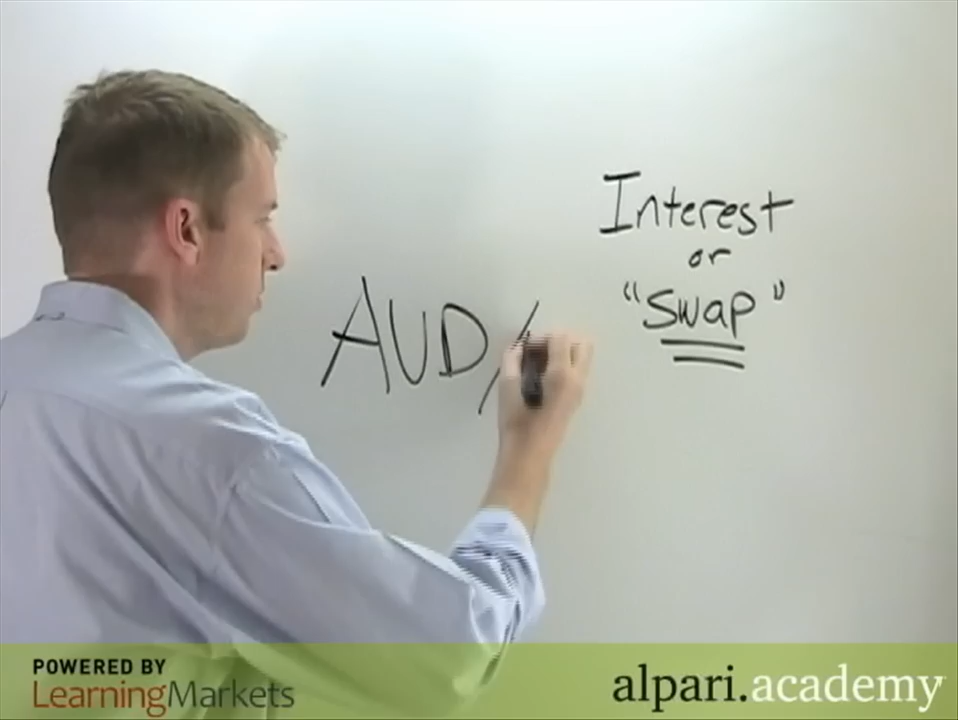 Interest
or
"Swap"
AUD/
POWERED BY
LearningMarkets
alpari.academy